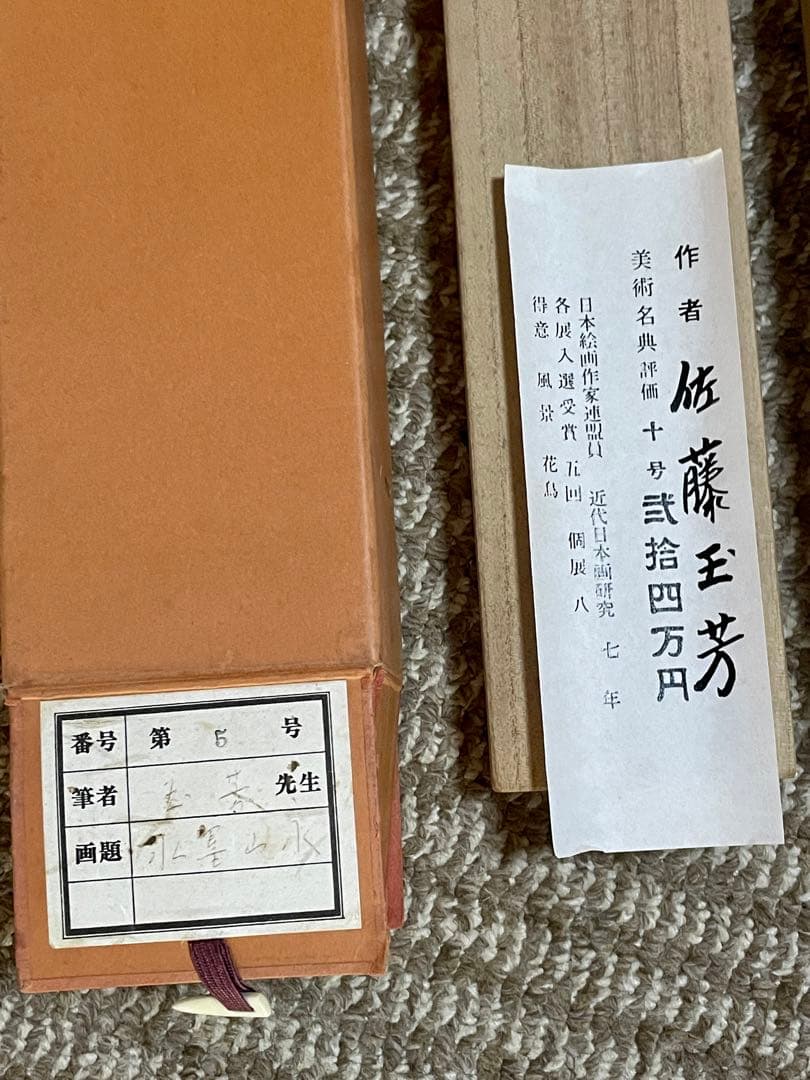 作者 佐藤玉芳
美術名典評価 十号 弐拾四万円
日本絵画作家連盟員 近代日本画研究 七年
各展入選受賞 五回 個展 八
得意 風景 花鳥
番号 第 5 号
筆者 玉芳 先生
画題 水墨山水